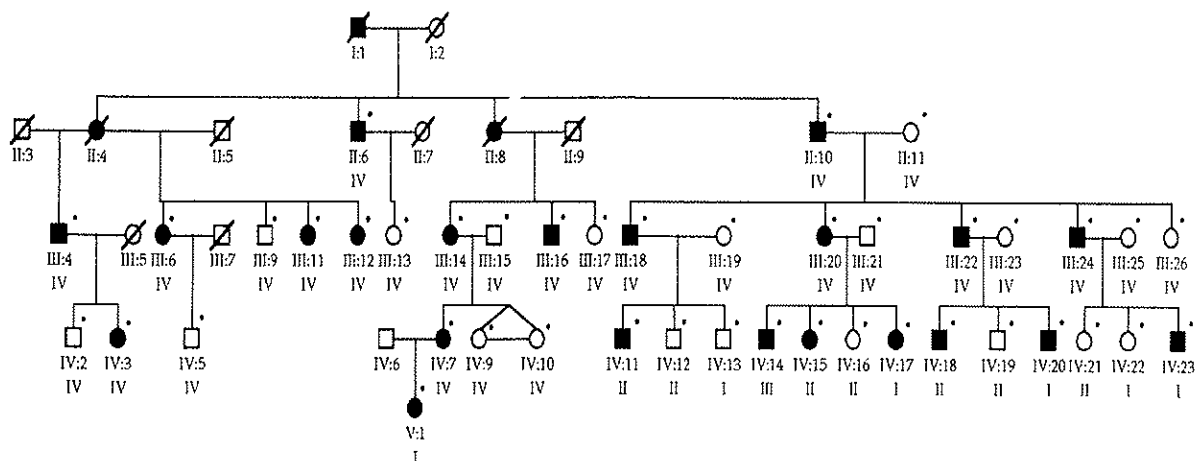 I:1 I:2
II:3 II:4 II:5 II:6 II:7 II:8 II:9 II:10 II:11
IV IV IV
III:4 III:5 III:6 III:7 III:9 III:11 III:12 III:13 III:14 III:15 III:16 III:17 III:18 III:19 III:20 III:21 III:22 III:23 III:24 III:25 III:26
IV IV IV IV IV IV IV IV IV IV IV IV IV IV IV IV IV IV IV
IV:2 IV:3 IV:5 IV:6 IV:7 IV:9 IV:10 IV:11 IV:12 IV:13 IV:14 IV:15 IV:16 IV:17 IV:18 IV:19 IV:20 IV:21 IV:22 IV:23
IV IV IV IV IV IV II II I III II II I II II I II I I
V:1
I